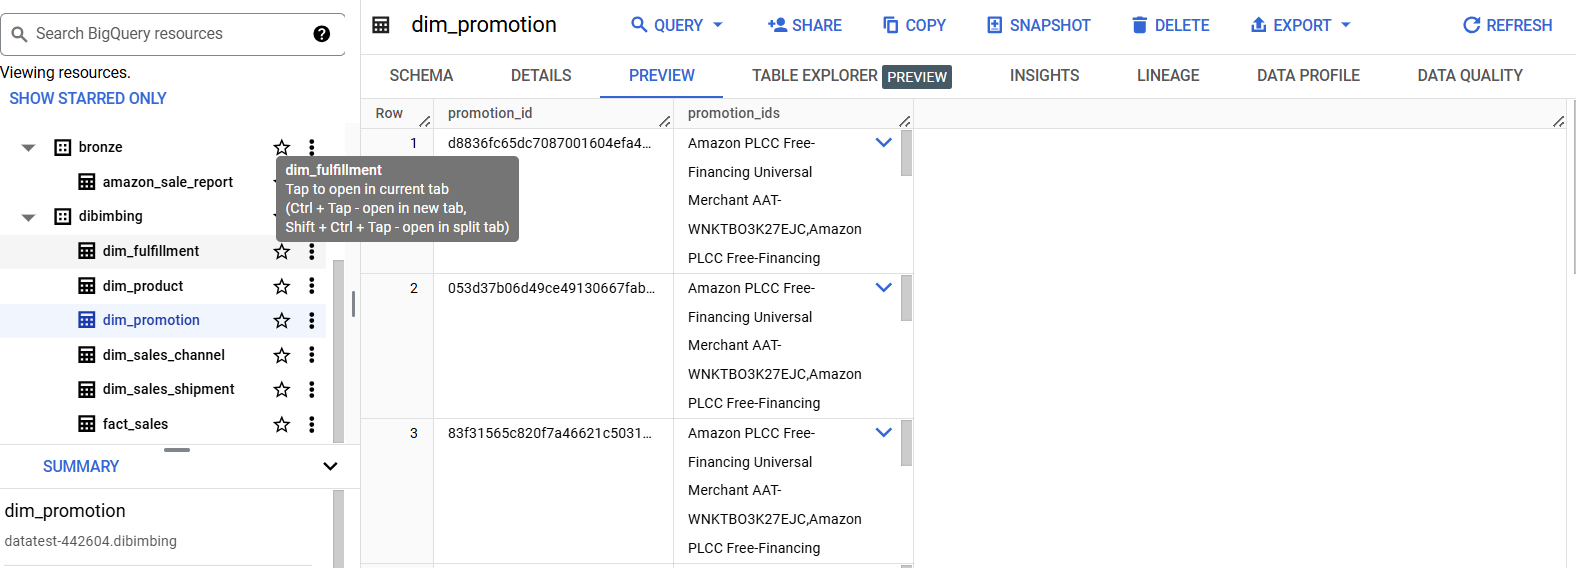 Search BigQuery resources
?
Viewing resources.
SHOW STARRED ONLY
bronze
amazon_sale_report
dibimbing
dim_fulfillment
dim_product
dim_promotion
dim_sales_channel
dim_sales_shipment
fact_sales
dim_fulfillment
Tap to open in current tab
(Ctrl + Tap - open in new tab,
Shift + Ctrl + Tap - open in split tab)
SUMMARY
dim_promotion
datatest-442604.dibimbing
dim_promotion
QUERY
SHARE
COPY
SNAPSHOT
DELETE
EXPORT
REFRESH
SCHEMA
DETAILS
PREVIEW
TABLE EXPLORER PREVIEW
INSIGHTS
LINEAGE
DATA PROFILE
DATA QUALITY
Row promotion_id promotion_ids
1 d8836fc65dc7087001604efa4... Amazon PLCC Free-
Financing Universal
Merchant AAT-
WNKTBO3K27EJC,Amazon
PLCC Free-Financing
2 053d37b06d49ce49130667fab... Amazon PLCC Free-
Financing Universal
Merchant AAT-
WNKTBO3K27EJC,Amazon
PLCC Free-Financing
3 83f31565c820f7a46621c5031... Amazon PLCC Free-
Financing Universal
Merchant AAT-
WNKTBO3K27EJC,Amazon
PLCC Free-Financing